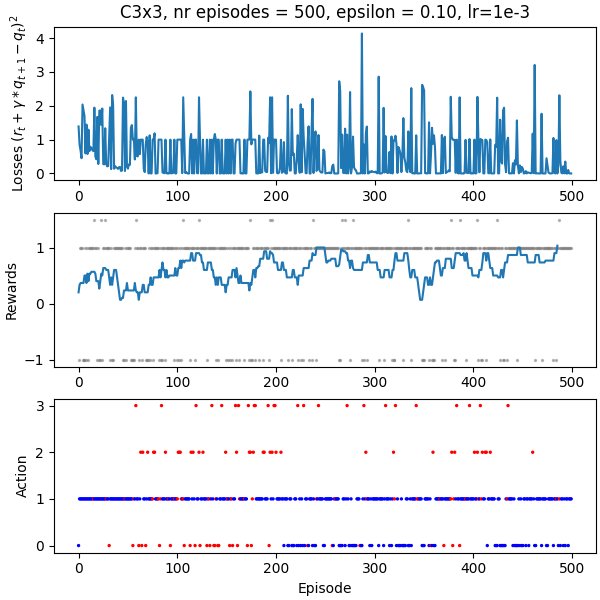 C3x3, nr episodes = 500, epsilon = 0.10, lr=1e-3
Losses (r_t + γ * q_{t+1} − q_t)^2
4
3
2
1
0
0 100 200 300 400 500
Rewards
1
0
−1
0 100 200 300 400 500
Action
3
2
1
0
0 100 200 300 400 500
Episode